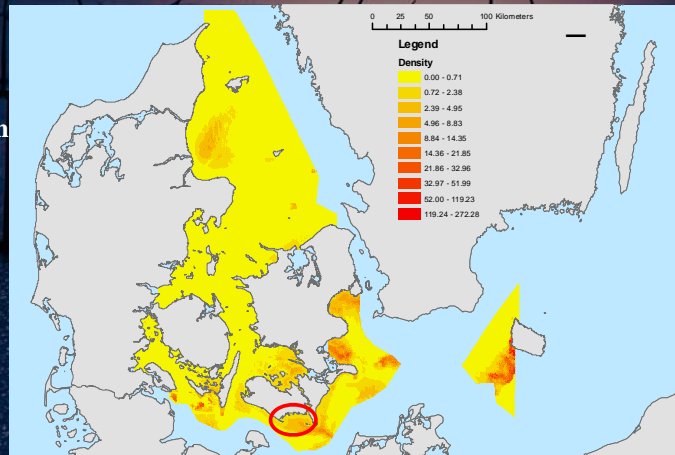 0 25 50 100 Kilometers
Legend
Density
0.00 - 0.71
0.72 - 2.38
2.39 - 4.95
4.96 - 8.83
8.84 - 14.35
14.36 - 21.85
21.86 - 32.96
32.97 - 51.99
52.00 - 119.23
119.24 - 272.28